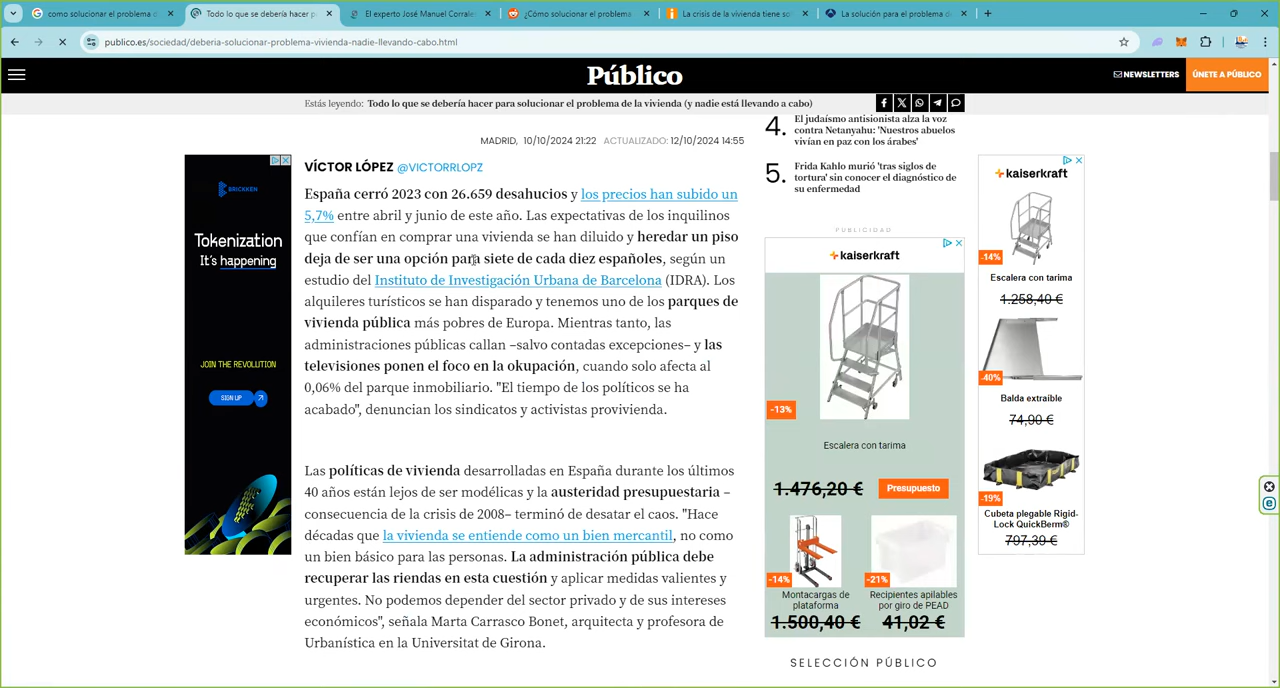 como solucionar el problema d
Todo lo que se debería hacer p
El experto José Manuel Corrale
¿Cómo solucionar el problema
La crisis de la vivienda tiene so
La solución para el problema d
publico.es/sociedad/deberia-solucionar-problema-vivienda-nadie-llevando-cabo.html
Público
NEWSLETTERS
ÚNETE A PÚBLICO
Estás leyendo: Todo lo que se debería hacer para solucionar el problema de la vivienda (y nadie está llevando a cabo)
MADRID, 10/10/2024 21:22 ACTUALIZADO: 12/10/2024 14:55
VÍCTOR LÓPEZ @VICTORRLOPZ
España cerró 2023 con 26.659 desahucios y los precios han subido un
5,7% entre abril y junio de este año. Las expectativas de los inquilinos
que confían en comprar una vivienda se han diluido y heredar un piso
deja de ser una opción para siete de cada diez españoles, según un
estudio del Instituto de Investigación Urbana de Barcelona (IDRA). Los
alquileres turísticos se han disparado y tenemos uno de los parques de
vivienda pública más pobres de Europa. Mientras tanto, las
administraciones públicas callan –salvo contadas excepciones– y las
televisiones ponen el foco en la okupación, cuando solo afecta al
0,06% del parque inmobiliario. "El tiempo de los políticos se ha
acabado", denuncian los sindicatos y activistas provivienda.
Las políticas de vivienda desarrolladas en España durante los últimos
40 años están lejos de ser modélicas y la austeridad presupuestaria –
consecuencia de la crisis de 2008– terminó de desatar el caos. "Hace
décadas que la vivienda se entiende como un bien mercantil, no como
un bien básico para las personas. La administración pública debe
recuperar las riendas en esta cuestión y aplicar medidas valientes y
urgentes. No podemos depender del sector privado y de sus intereses
económicos", señala Marta Carrasco Bonet, arquitecta y profesora de
Urbanística en la Universitat de Girona.
BRICKKEN
Tokenization
It's happening
JOIN THE REVOLUTION
SIGN UP
4.
El judaísmo antisionista alza la voz
contra Netanyahu: 'Nuestros abuelos
vivían en paz con los árabes'
5.
Frida Kahlo murió 'tras siglos de
tortura' sin conocer el diagnóstico de
su enfermedad
PUBLICIDAD
kaiserkraft
-13%
Escalera con tarima
1.476,20 €
Presupuesto
-14%
Montacargas de
plataforma
1.500,40 €
-21%
Recipientes apilables
por giro de PEAD
41,02 €
SELECCIÓN PÚBLICO
kaiserkraft
-14%
Escalera con tarima
1.258,40 €
-40%
Balda extraíble
74,90 €
-19%
Cubeta plegable Rigid-
Lock QuickBerm®
797,39 €